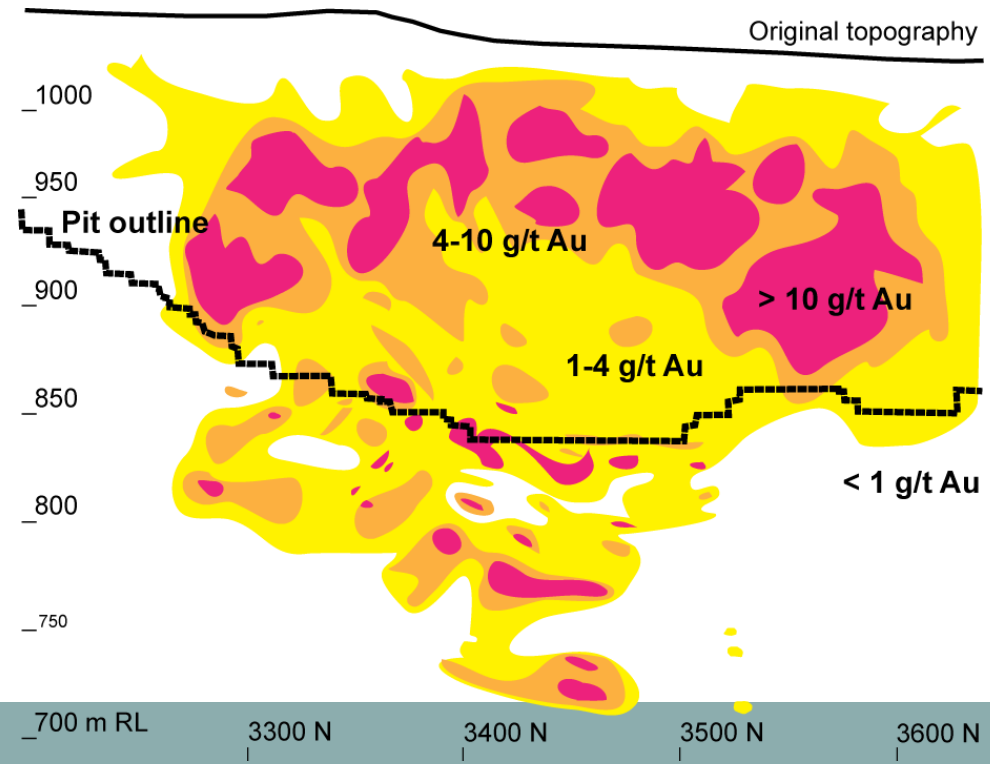 Original topography
_1000
_950
Pit outline
4-10 g/t Au
_900
> 10 g/t Au
1-4 g/t Au
_850
< 1 g/t Au
_800
_750
_700 m RL
3300 N
3400 N
3500 N
3600 N